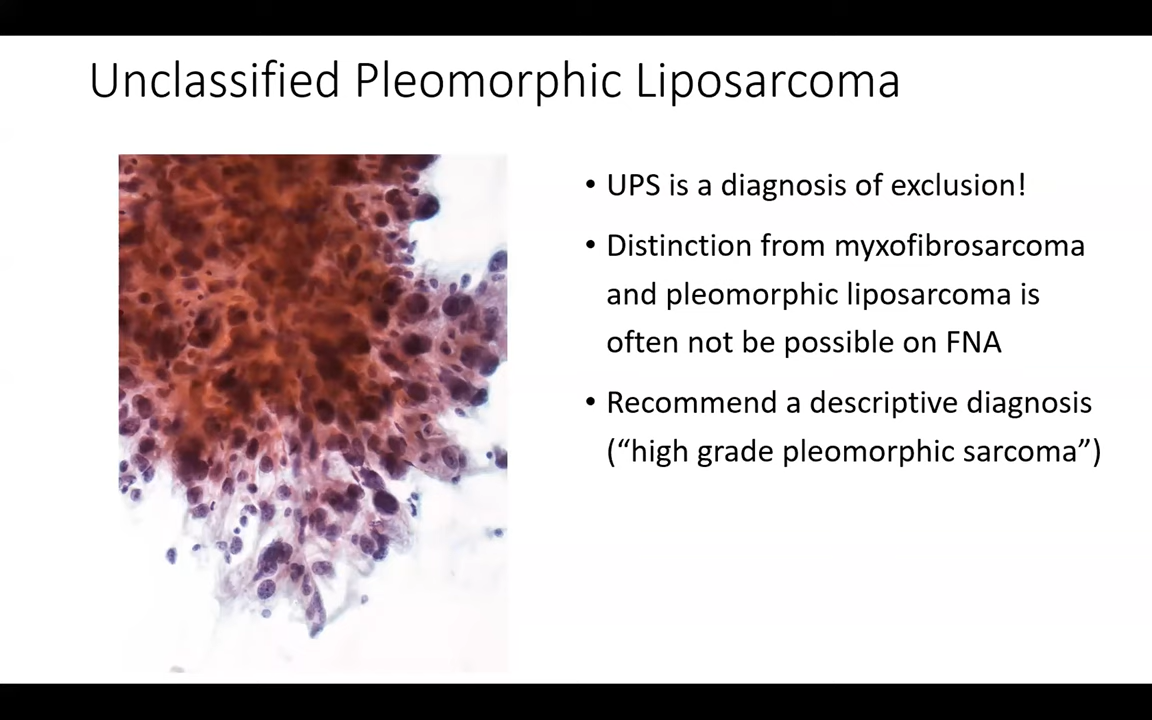 Unclassified Pleomorphic Liposarcoma
• UPS is a diagnosis of exclusion!
• Distinction from myxofibrosarcoma
and pleomorphic liposarcoma is
often not be possible on FNA
• Recommend a descriptive diagnosis
(“high grade pleomorphic sarcoma”)